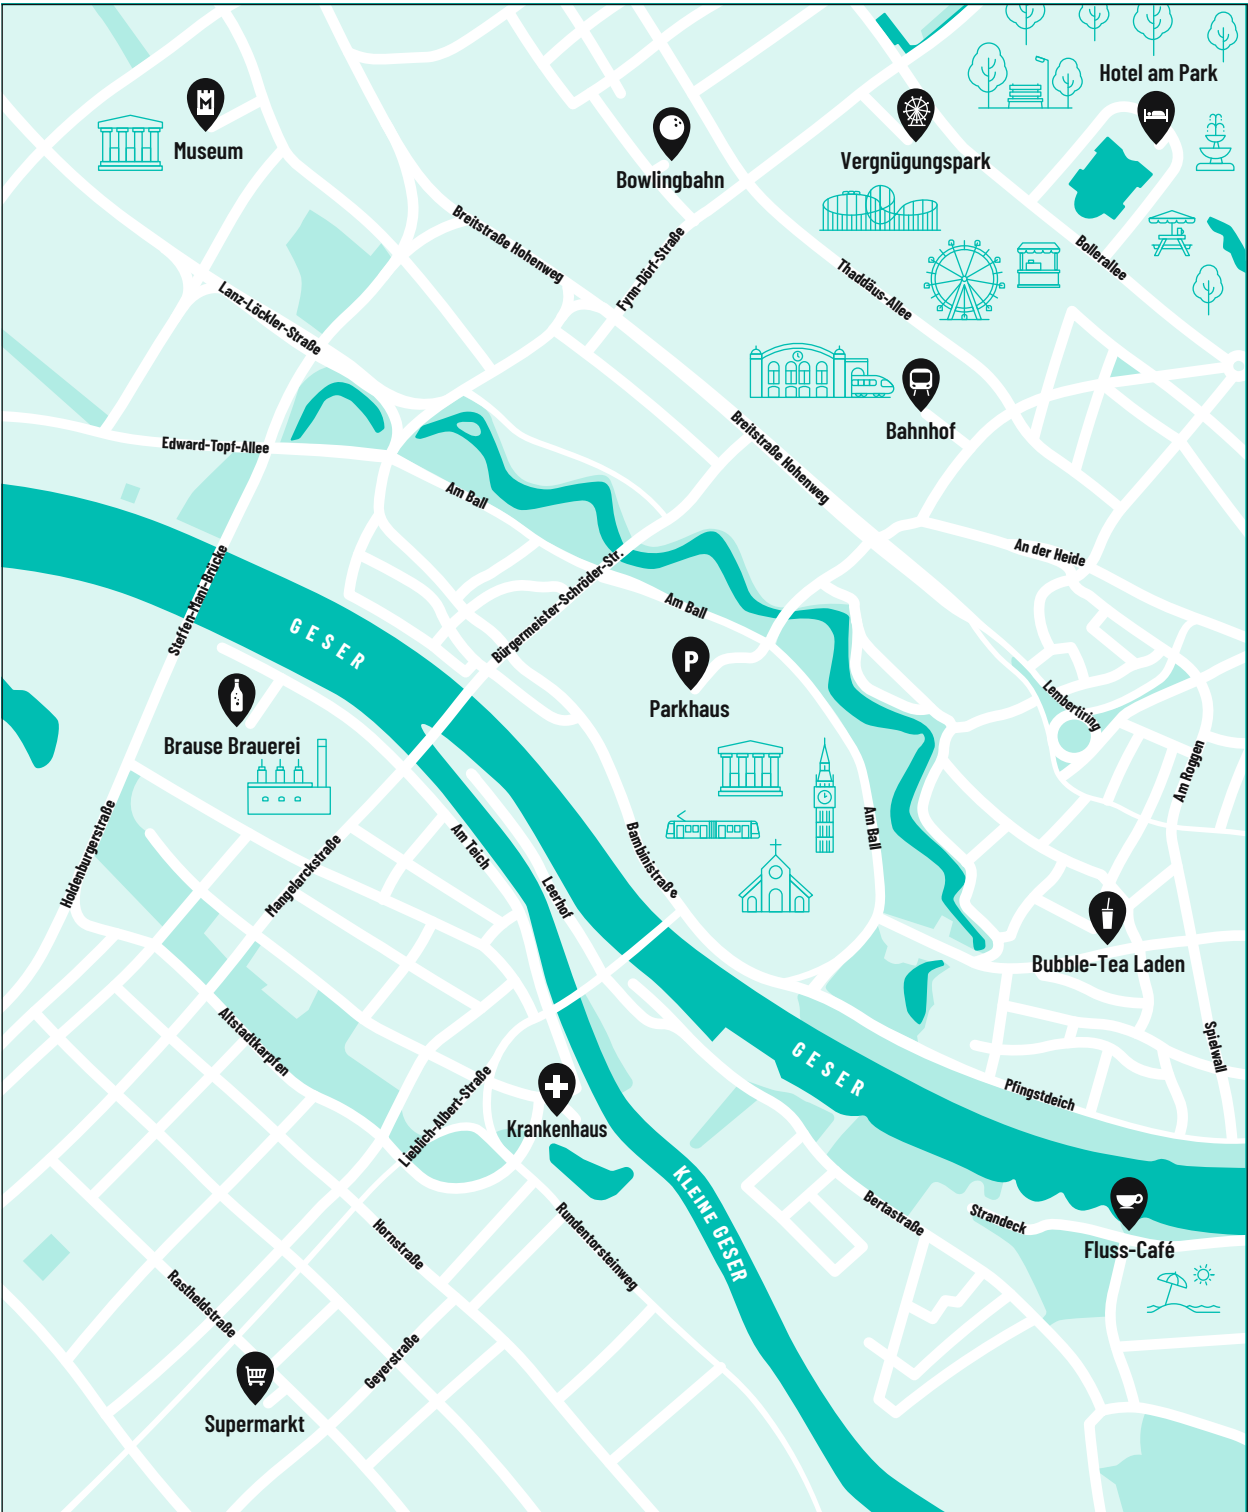 Hotel am Park
M
Museum
Vergnügungspark
Bowlingbahn
Breitstraße Hohenweg
Fynn-Dörf-Straße
Bollerallee
Thaddäus-Allee
Lanz-Löckler-Straße
Bahnhof
Breitstraße Hohenweg
Edward-Topf-Allee
Am Ball
An der Heide
Steffen-Mani-Brücke
Bürgermeister-Schröder-Str.
Am Ball
GESER
P
Parkhaus
Lembertiring
Brause Brauerei
Am Roggen
Holdenburgerstraße
Am Teich
Am Ball
Mangelarckstraße
Bambinistraße
Leerhof
Bubble-Tea Laden
Altstadtkarpfen
Spielwall
GESER
Pfingstdeich
Lieblich-Albert-Straße
Krankenhaus
KLEINE GESER
Berlastraße
Strandeck
Hornstraße
Rundentorsteinweg
Fluss-Café
Rastheldstraße
Geyerstraße
Supermarkt